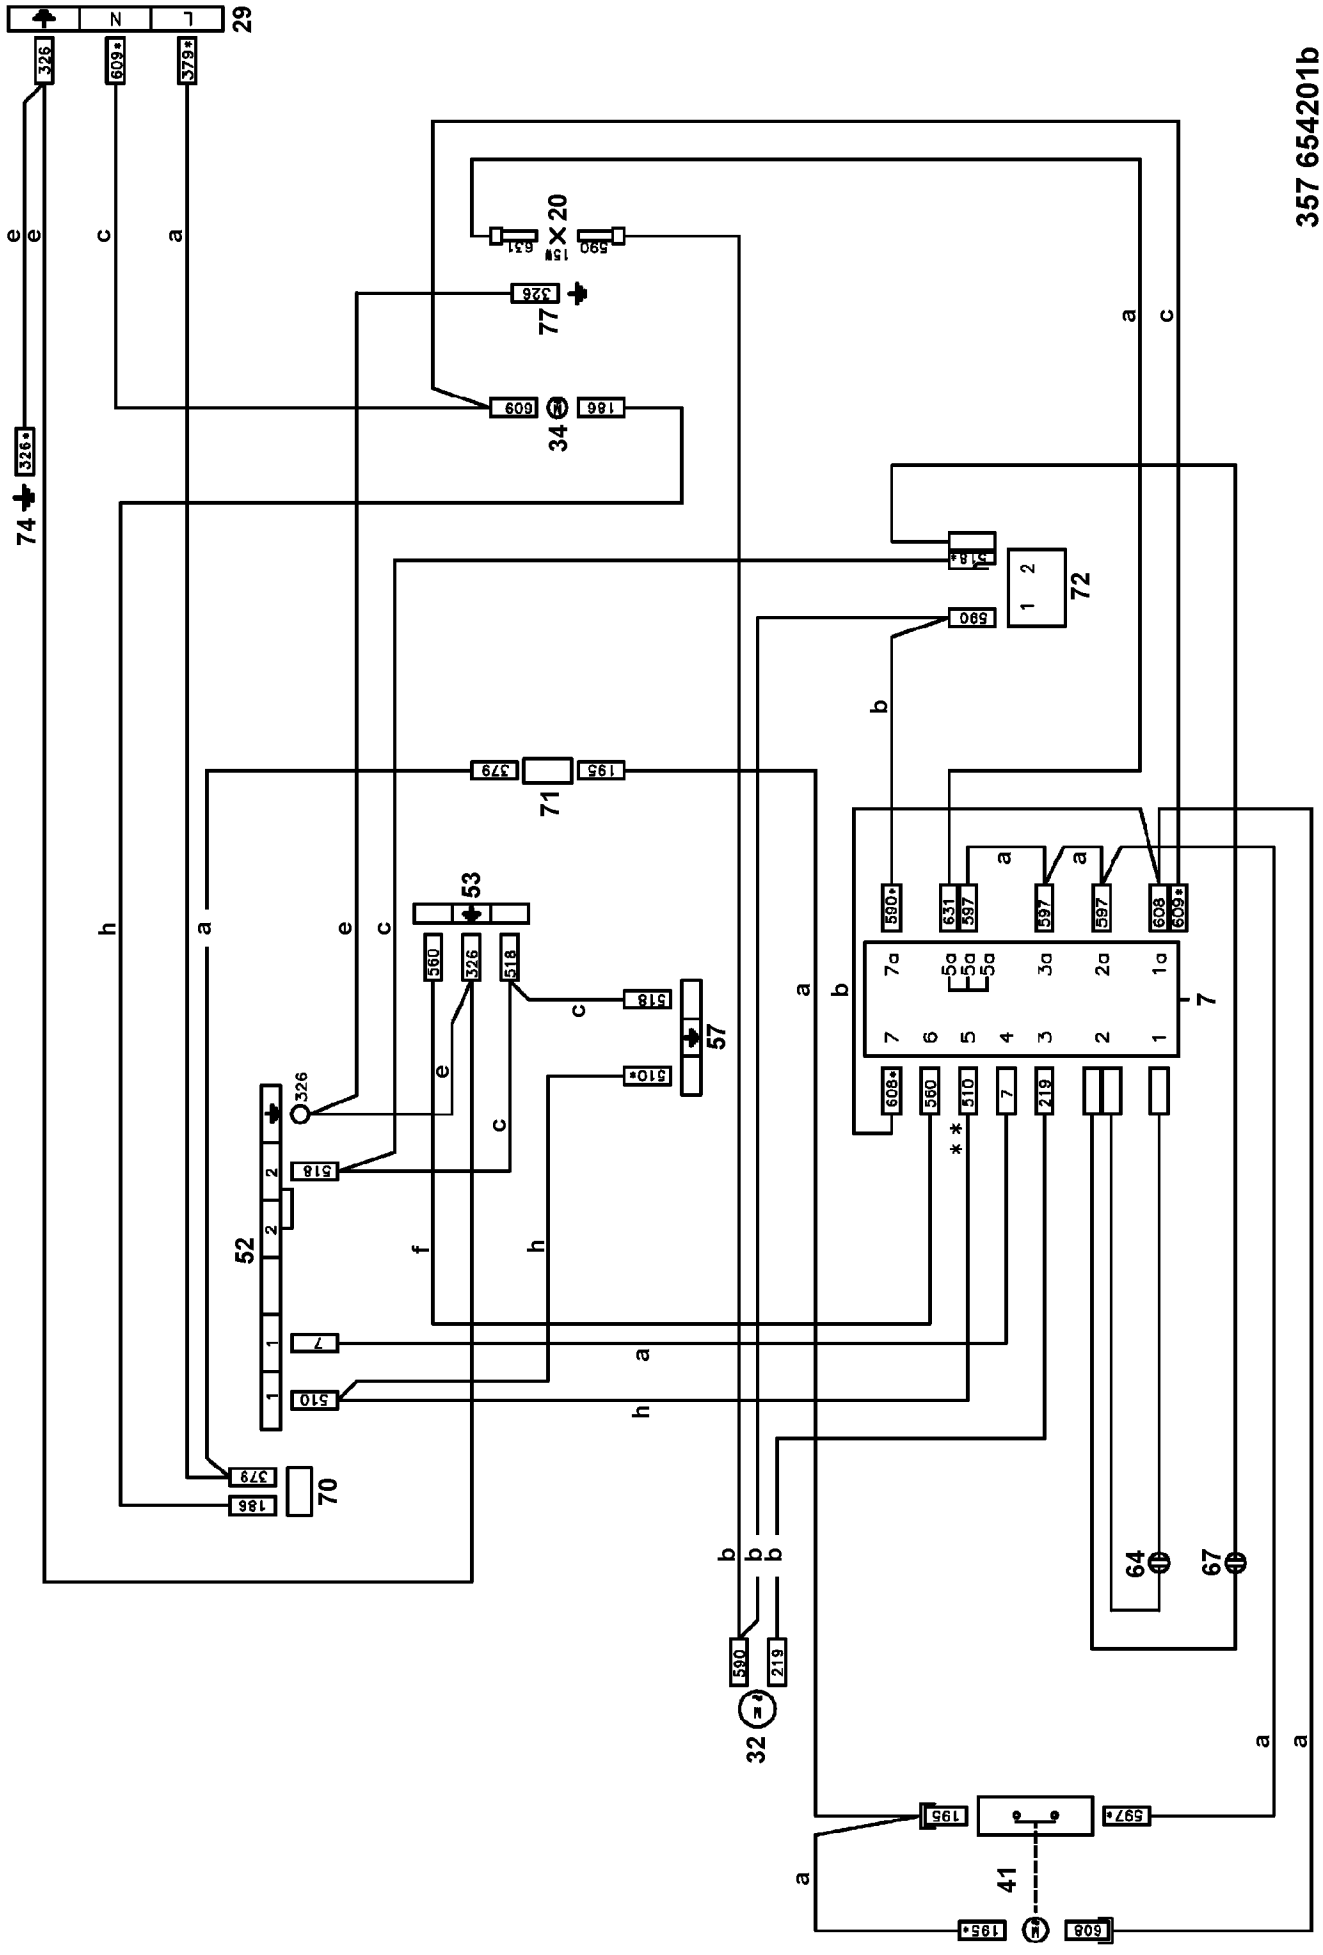 N
L
29
326
609*
379*
357 654201b
e
e
c
a
631
15W
20
590
326
77
a
c
609
M
34
186
326*
74
518*
1
2
72
590
b
379
71
195
h
a
e
c
53
560
326
518
c
518
57
510*
a
b
a
a
590*
631
597
597
597
608
609*
7a
5a
5a
5a
3a
2a
1a
7
6
5
4
3
2
1
7
608*
560
510
7
219
**
e
c
326
2
518
2
52
f
h
1
7
a
1
510
h
379
186
70
b
b
b
64
67
590
219
M
~
32
a
a
195
597*
41
a
195*
M
608